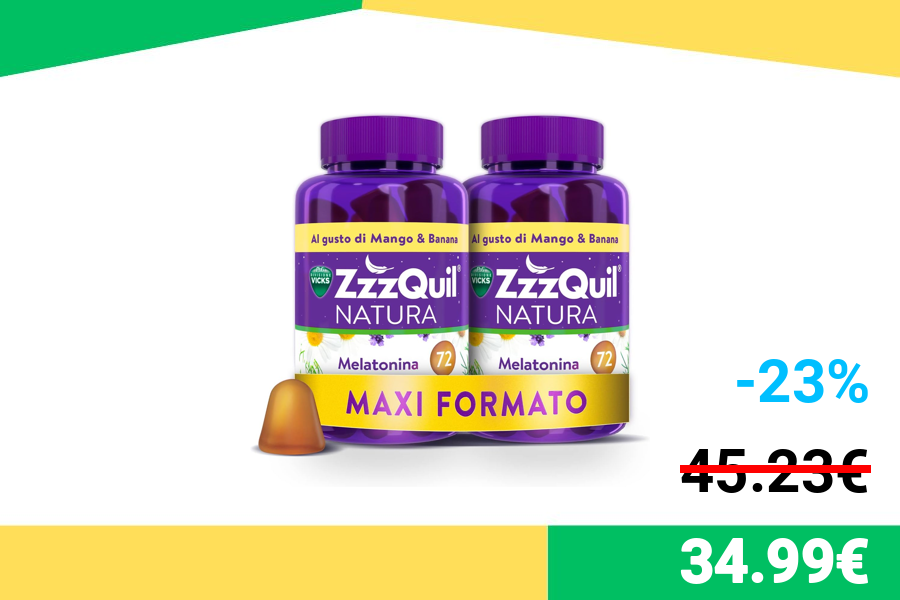 Al gusto di Mango & Banana
VICKS
ZzzQuil®
NATURA
Melatonina
72
Al gusto di Mango & Banana
VICKS
ZzzQuil®
NATURA
Melatonina
72
MAXI FORMATO
-23%
45.23€
34.99€